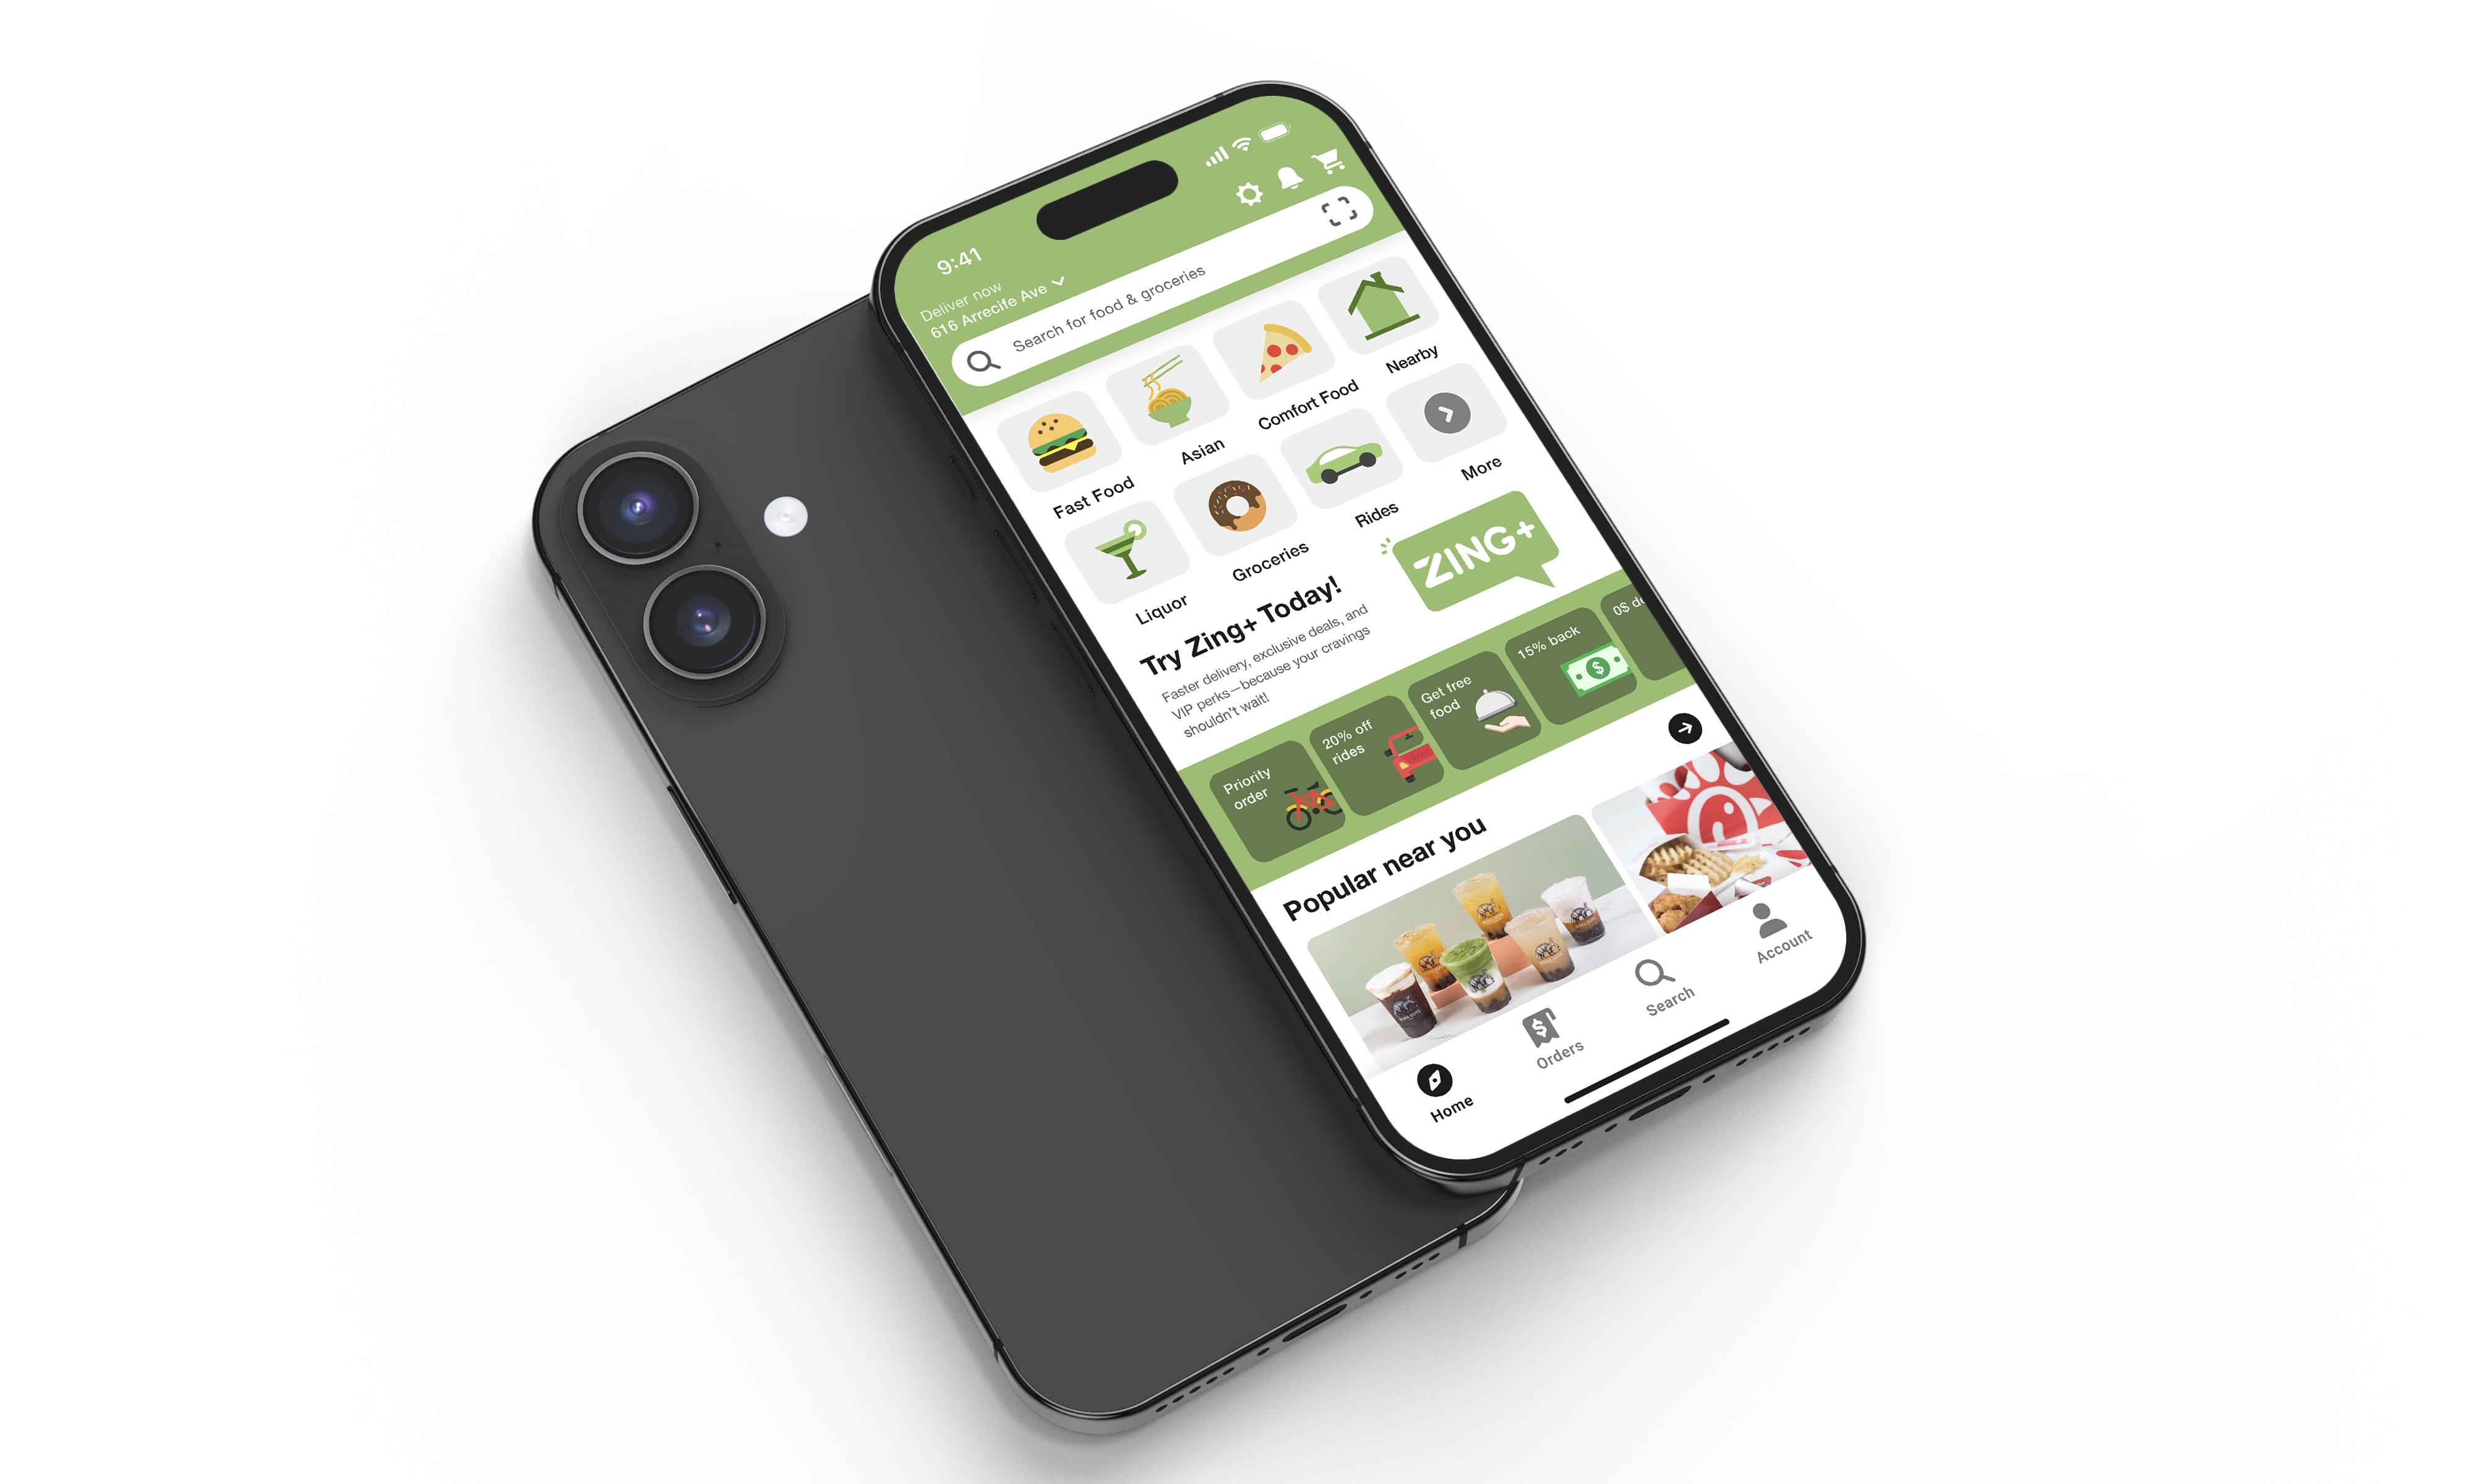 9:41
Deliver now
616 Arrecife Ave
Search for food & groceries
Fast Food
Asian
Comfort Food
Nearby
Liquor
Groceries
Rides
More
Try Zing+ Today!
Faster delivery, exclusive deals, and
VIP perks—because your cravings
shouldn't wait!
ZING+
Priority
order
20% off
rides
Get free
food
15% back
0$ de
Popular near you
Home
Orders
Search
Account